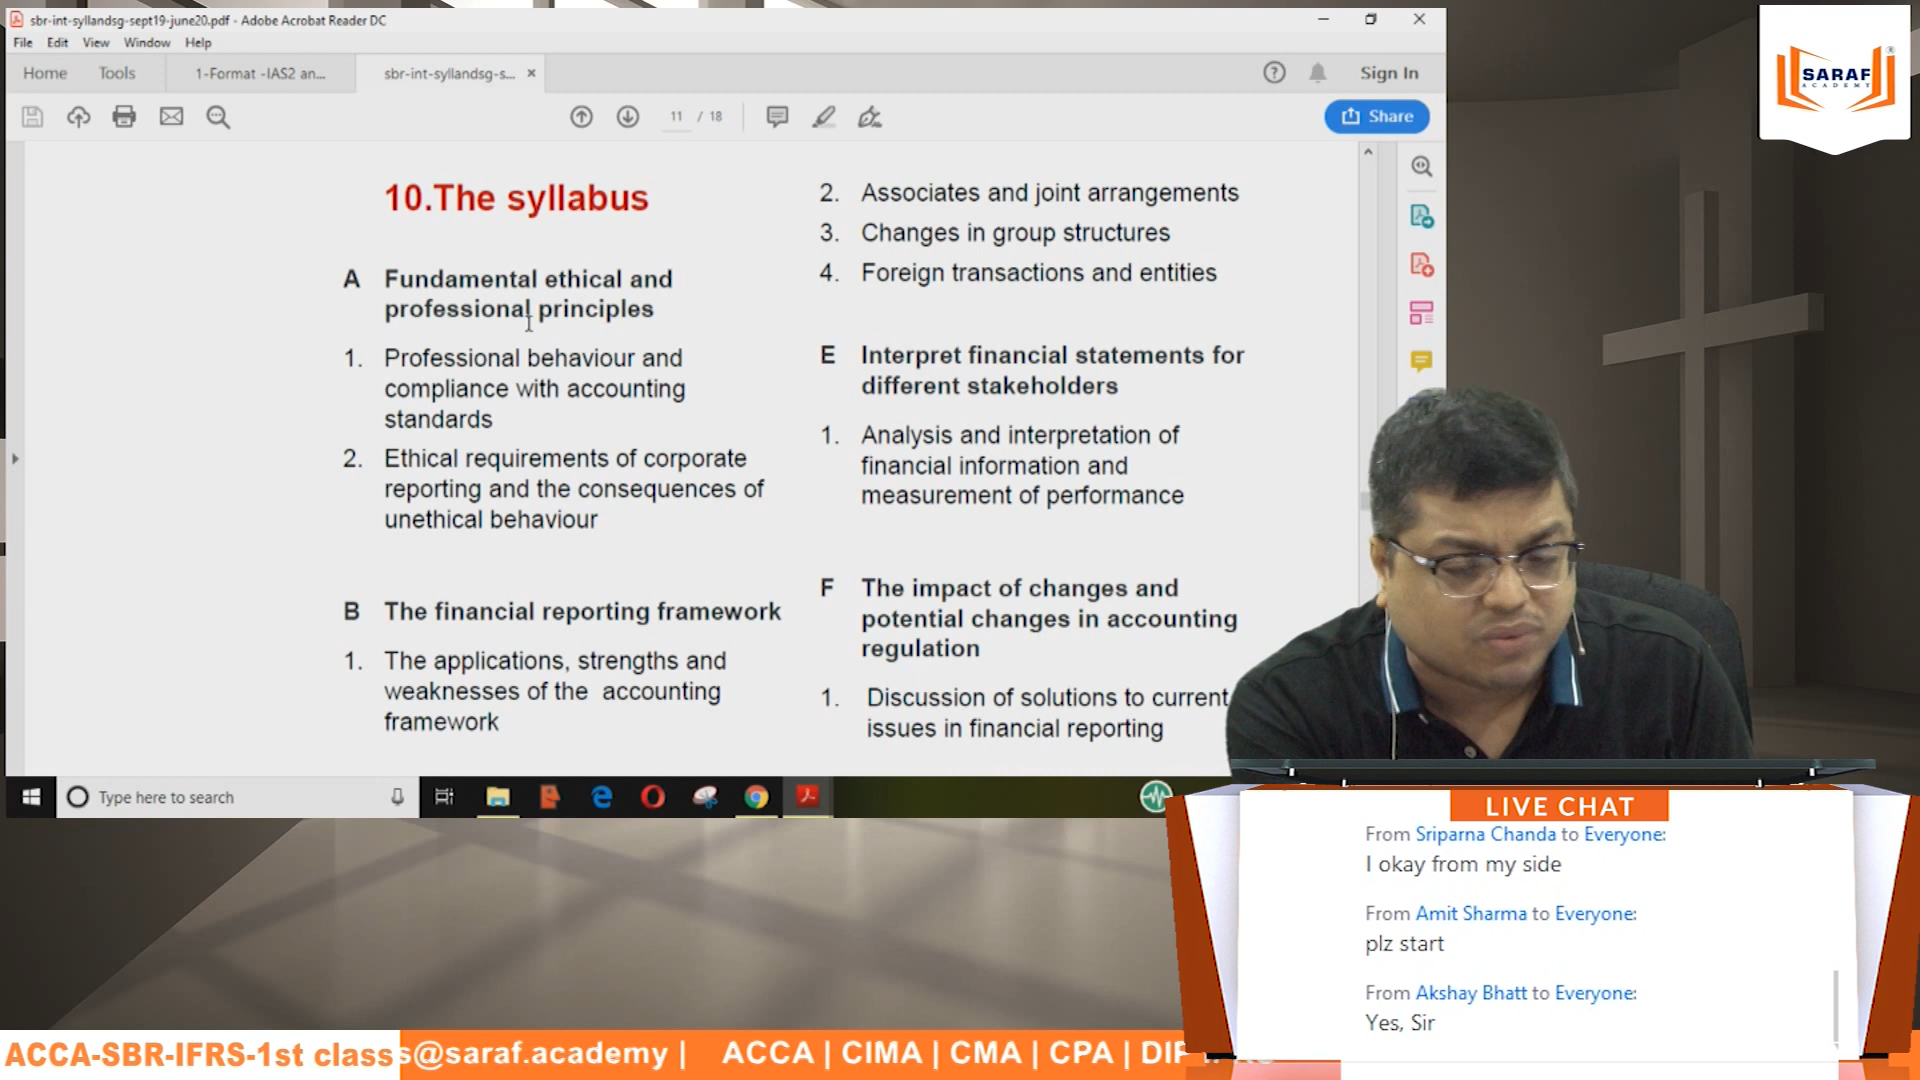 sbr-int-syllandsg-sept19-june20.pdf - Adobe Acrobat Reader DC
File Edit View Window Help
Home Tools 1-Format -IAS2 an... sbr-int-syllandsg-s... × Sign In
11 / 18 Share
10.The syllabus
A Fundamental ethical and
professional principles
1. Professional behaviour and
compliance with accounting
standards
2. Ethical requirements of corporate
reporting and the consequences of
unethical behaviour
B The financial reporting framework
1. The applications, strengths and
weaknesses of the accounting
framework
2. Associates and joint arrangements
3. Changes in group structures
4. Foreign transactions and entities
E Interpret financial statements for
different stakeholders
1. Analysis and interpretation of
financial information and
measurement of performance
F The impact of changes and
potential changes in accounting
regulation
1. Discussion of solutions to current
issues in financial reporting
Type here to search
SARAF
ACADEMY
®
LIVE CHAT
From Sriparna Chanda to Everyone:
I okay from my side
From Amit Sharma to Everyone:
plz start
From Akshay Bhatt to Everyone:
Yes, Sir
ACCA-SBR-IFRS-1st class s@saraf.academy | ACCA | CIMA | CMA | CPA |